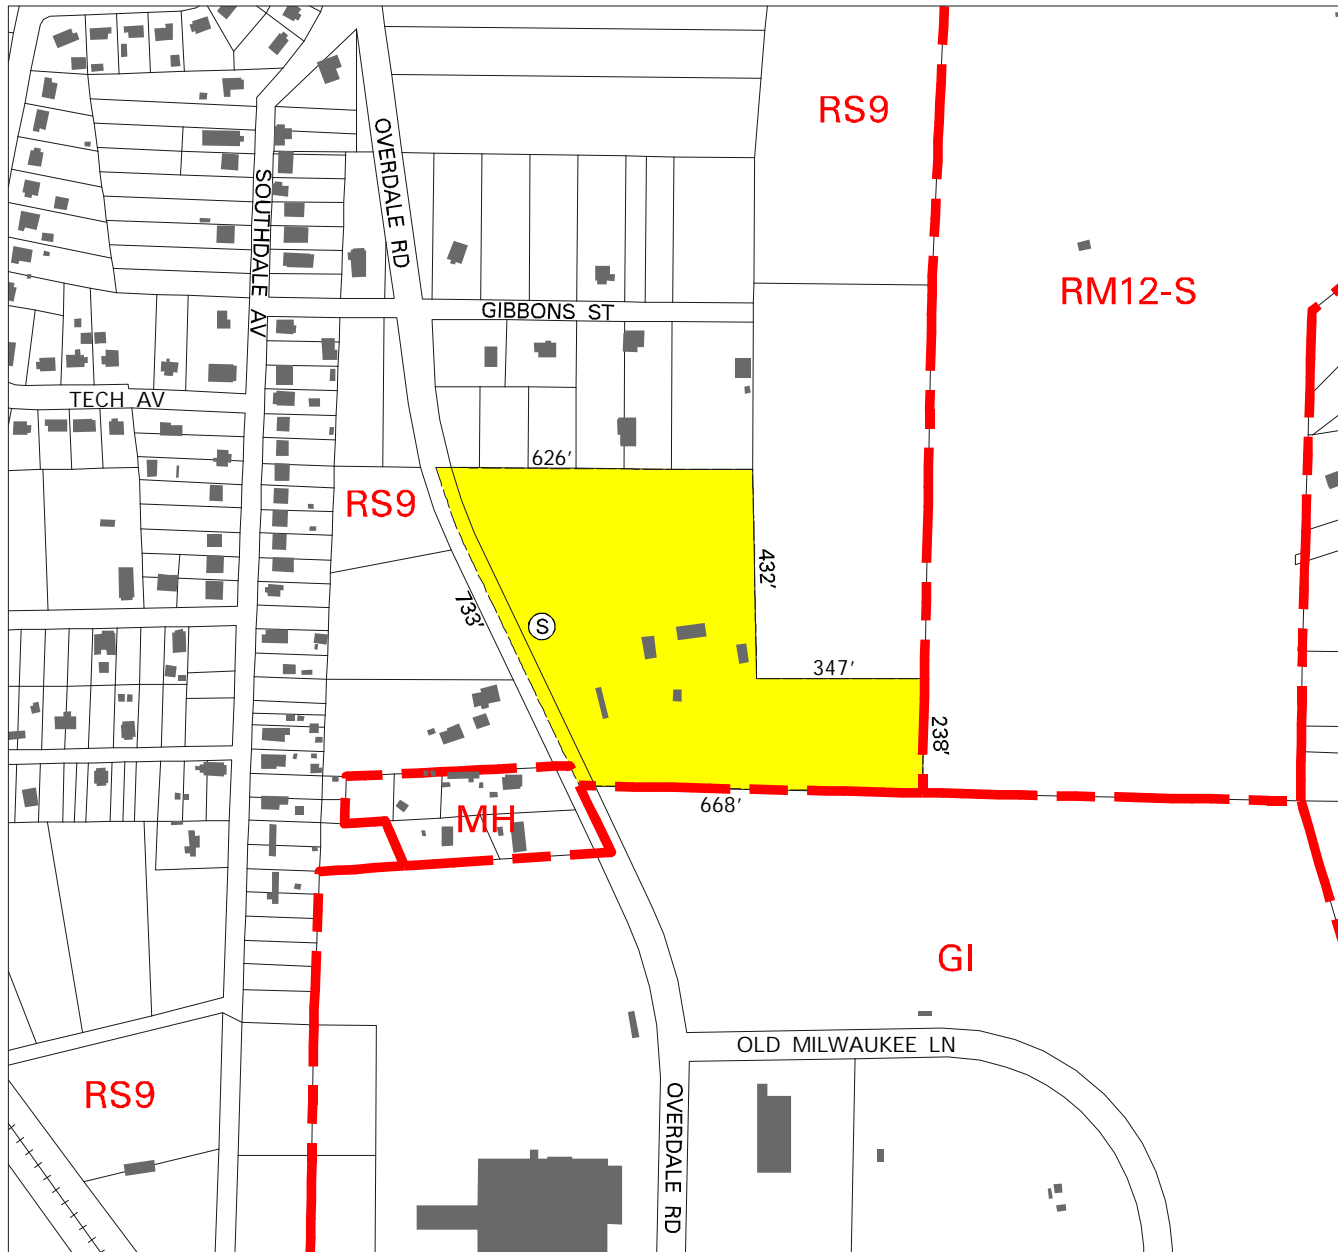 RS9
OVERDALE RD
SOUTHDALE AV
RM12-S
GIBBONS ST
TECH AV
626'
RS9
432'
733'
S
347'
238'
668'
MH
GI
OLD MILWAUKEE LN
RS9
OVERDALE RD